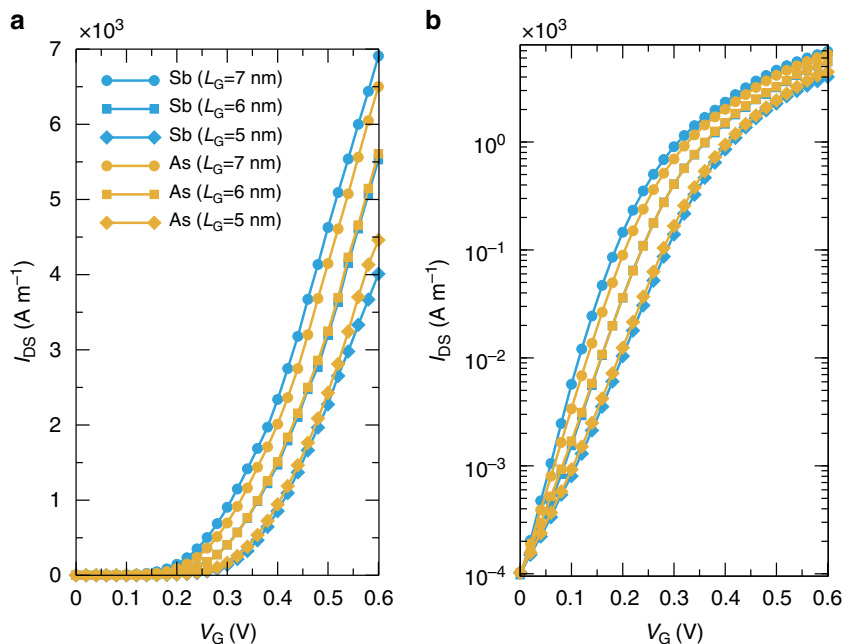 a
×10³
7
6
5
4
3
2
1
0
I_DS (A m⁻¹)
Sb (L_G=7 nm)
Sb (L_G=6 nm)
Sb (L_G=5 nm)
As (L_G=7 nm)
As (L_G=6 nm)
As (L_G=5 nm)
0 0.1 0.2 0.3 0.4 0.5 0.6
V_G (V)
b
10⁰
10⁻¹
10⁻²
10⁻³
10⁻⁴
I_DS (A m⁻¹)
0 0.1 0.2 0.3 0.4 0.5 0.6
V_G (V)